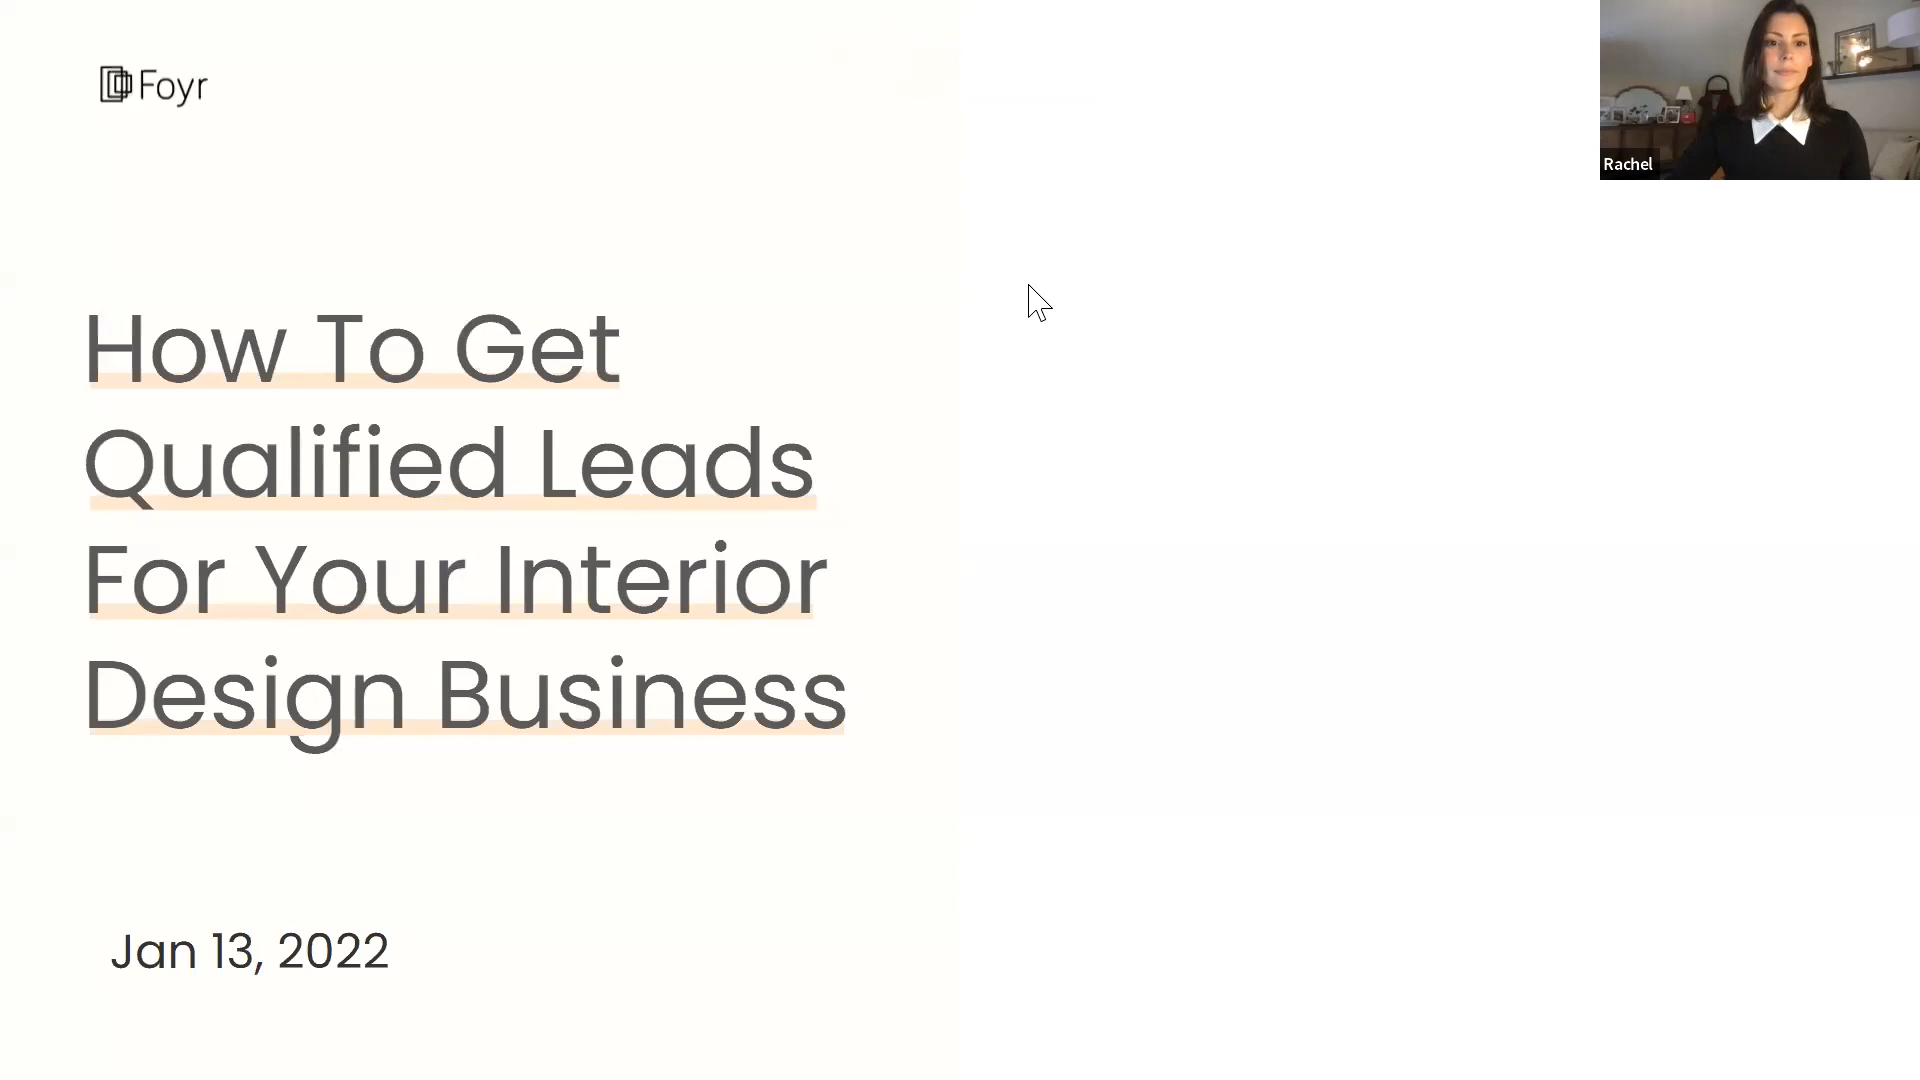 Foyr
Rachel
How To Get
Qualified Leads
For Your Interior
Design Business
Jan 13, 2022